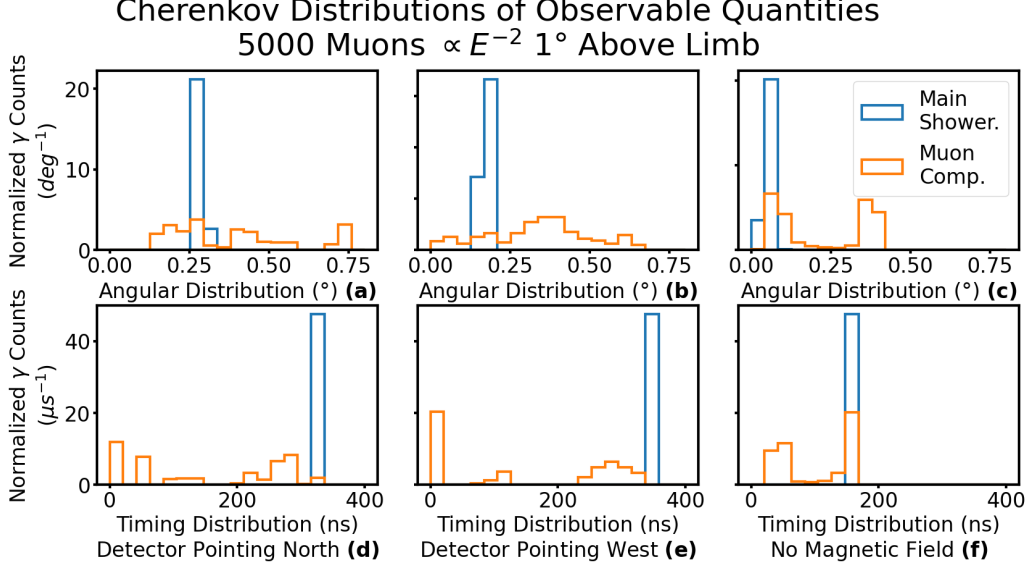 Cherenkov Distributions of Observable Quantities
5000 Muons ∝ E⁻² 1° Above Limb
Normalized γ Counts
(deg⁻¹)
20
10
0
0.00 0.25 0.50 0.75
Angular Distribution (°) (a)
0.00 0.25 0.50 0.75
Angular Distribution (°) (b)
Main
Shower.
Muon
Comp.
0.00 0.25 0.50 0.75
Angular Distribution (°) (c)
Normalized γ Counts
(μs⁻¹)
40
20
0
0 200 400
Timing Distribution (ns)
Detector Pointing North (d)
0 200 400
Timing Distribution (ns)
Detector Pointing West (e)
0 200 400
Timing Distribution (ns)
No Magnetic Field (f)